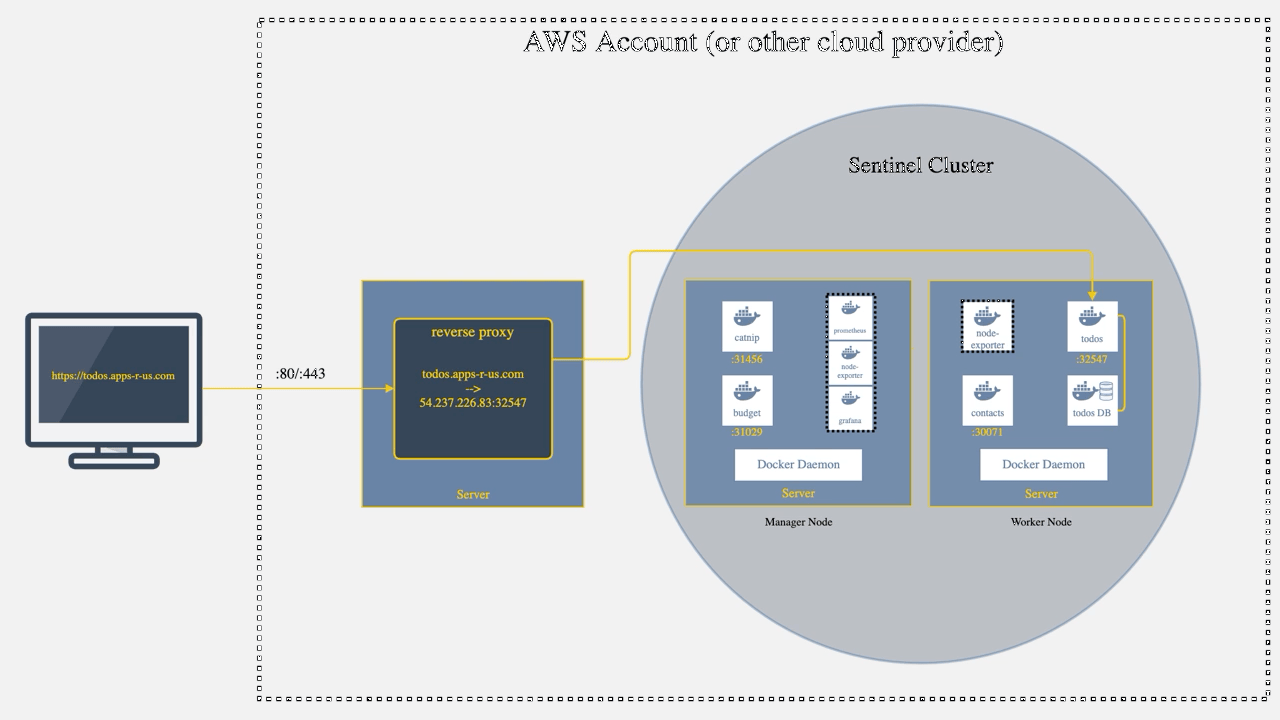 AWS Account (or other cloud provider)
Sentinel Cluster
https://todos.apps-r-us.com
:80/:443
reverse proxy
todos.apps-r-us.com
-->
54.237.226.83:32547
Server
catnip
:31456
budget
:31029
prometheus
node-
exporter
grafana
Docker Daemon
Server
Manager Node
node-
exporter
todos
:32547
contacts
:30071
todos DB
Docker Daemon
Server
Worker Node